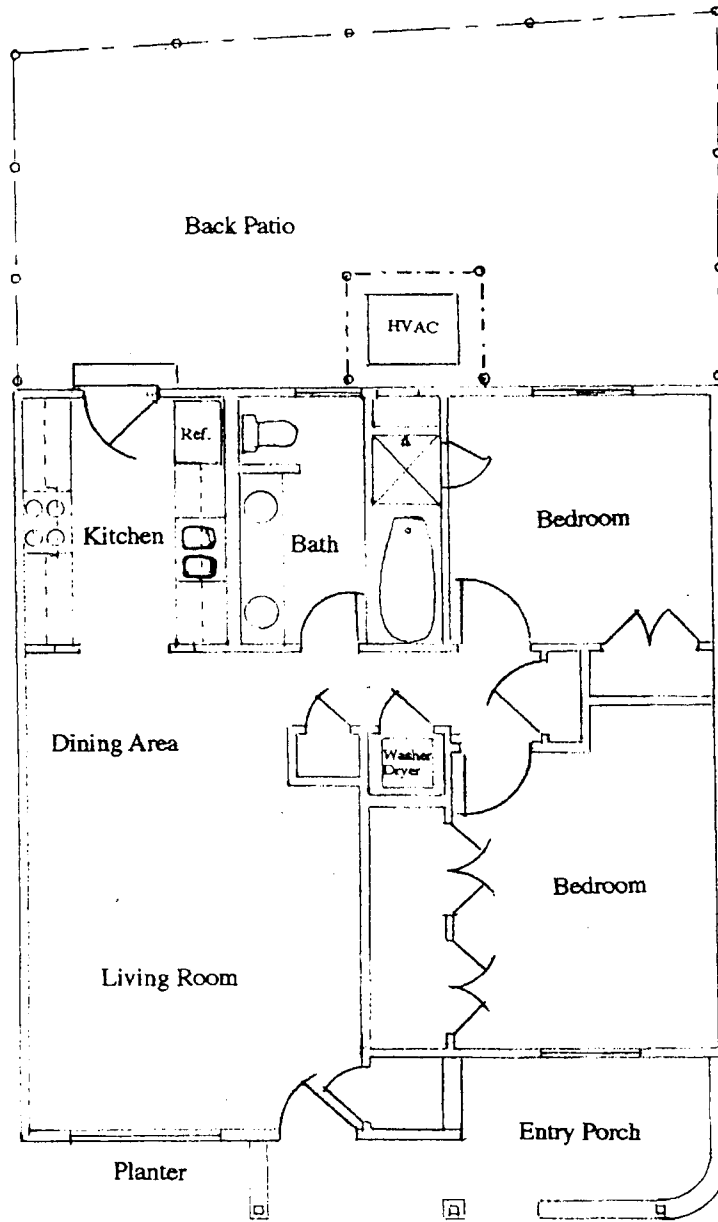 Back Patio
HVAC
Ref.
Kitchen
Bath
Bedroom
Dining Area
Washer
Dryer
Bedroom
Living Room
Entry Porch
Planter